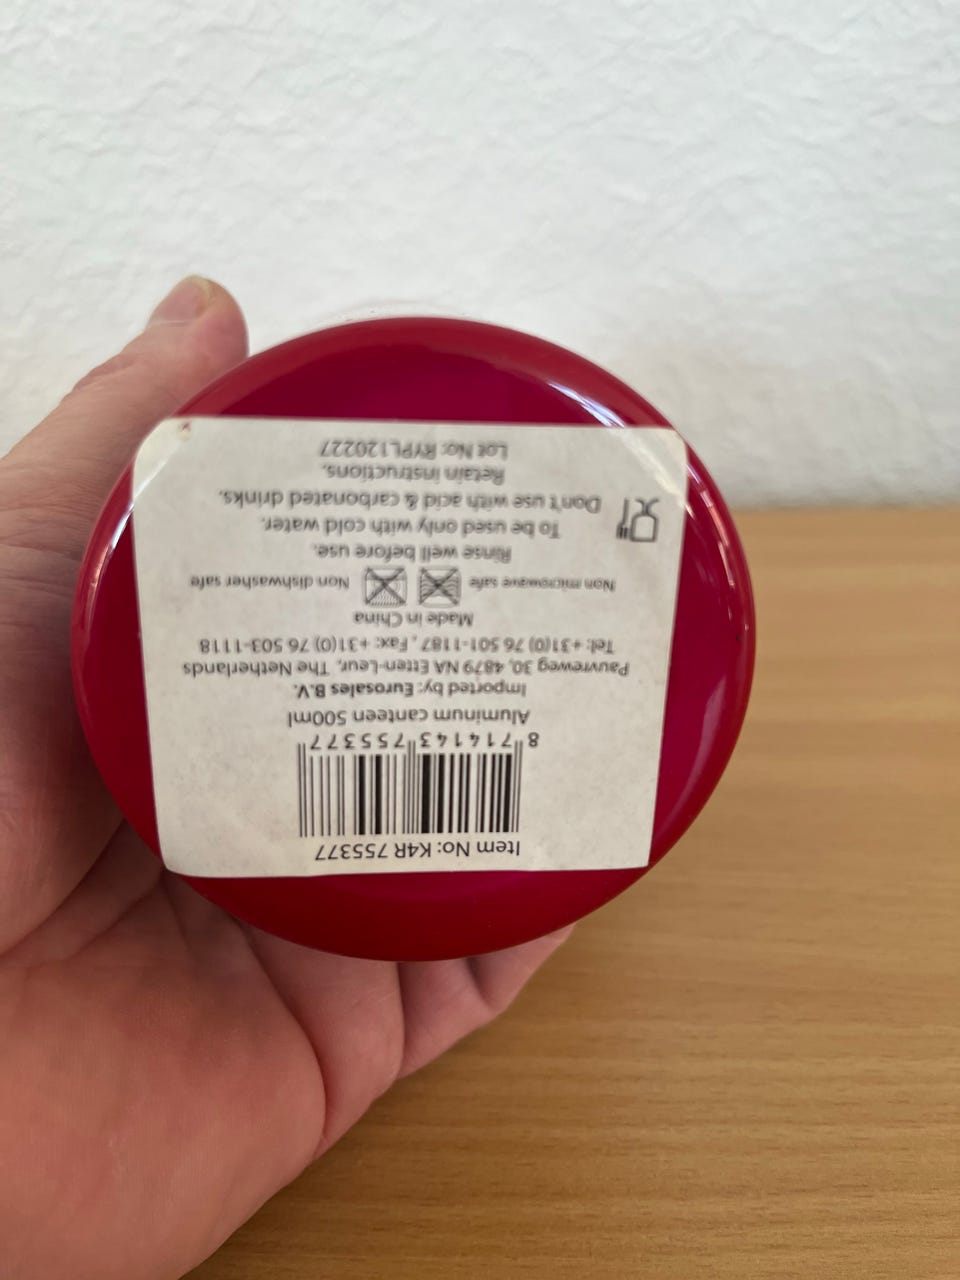 Item No: K4R 755377
8 714143 755377
Aluminum canteen 500ml
Imported by: Eurosales B.V.
Pauvreweg 30, 4879 NA Etten-Leur, The Netherlands
Tel: +31(0) 76 501-1187 , Fax: +31(0) 76 503-1118
Made in China
Non microwave safe Non dishwasher safe
Rinse well before use.
To be used only with cold water.
Don't use with acid & carbonated drinks.
Retain instructions.
Lot No: RYPL120227